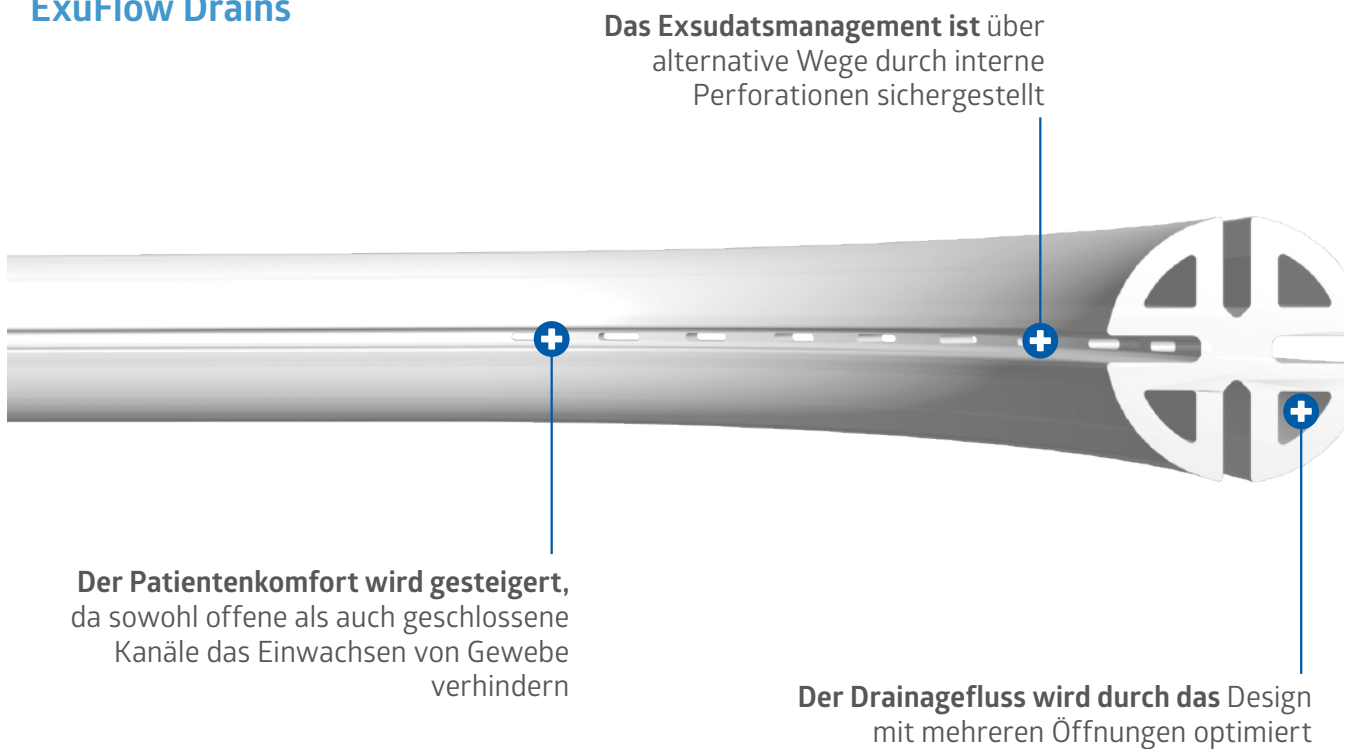 ExuFlow Drains
Das Exsudatsmanagement ist über
alternative Wege durch interne
Perforationen sichergestellt
Der Patientenkomfort wird gesteigert,
da sowohl offene als auch geschlossene
Kanäle das Einwachsen von Gewebe
verhindern
Der Drainagefluss wird durch das Design
mit mehreren Öffnungen optimiert